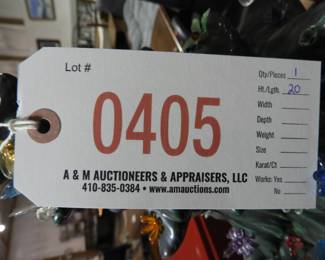 Lot #
0405
A & M AUCTIONEERS & APPRAISERS, LLC
410-835-0384 • www.amauctions.com
Qty/Pieces 1
Ht./Lgth. 20
Width
Depth
Weight
Size
Karat/Ct
Works: Yes
No